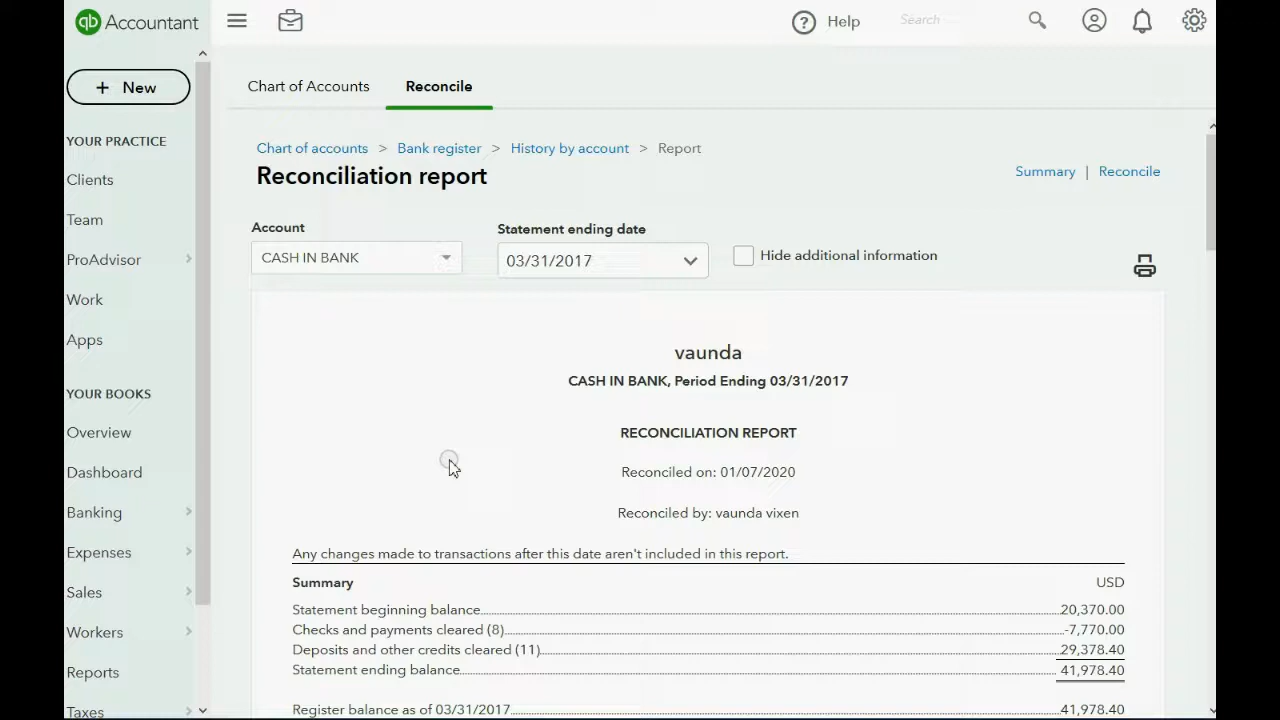 qb Accountant
Help
Search
+ New
Chart of Accounts
Reconcile
YOUR PRACTICE
Clients
Team
ProAdvisor
Work
Apps
YOUR BOOKS
Overview
Dashboard
Banking
Expenses
Sales
Workers
Reports
Taxes
Chart of accounts > Bank register > History by account > Report
Reconciliation report
Summary | Reconcile
Account
CASH IN BANK
Statement ending date
03/31/2017
Hide additional information
vaunda
CASH IN BANK, Period Ending 03/31/2017
RECONCILIATION REPORT
Reconciled on: 01/07/2020
Reconciled by: vaunda vixen
Any changes made to transactions after this date aren't included in this report.
Summary USD
Statement beginning balance 20,370.00
Checks and payments cleared (8) -7,770.00
Deposits and other credits cleared (11) 29,378.40
Statement ending balance 41,978.40
Register balance as of 03/31/2017 41,978.40